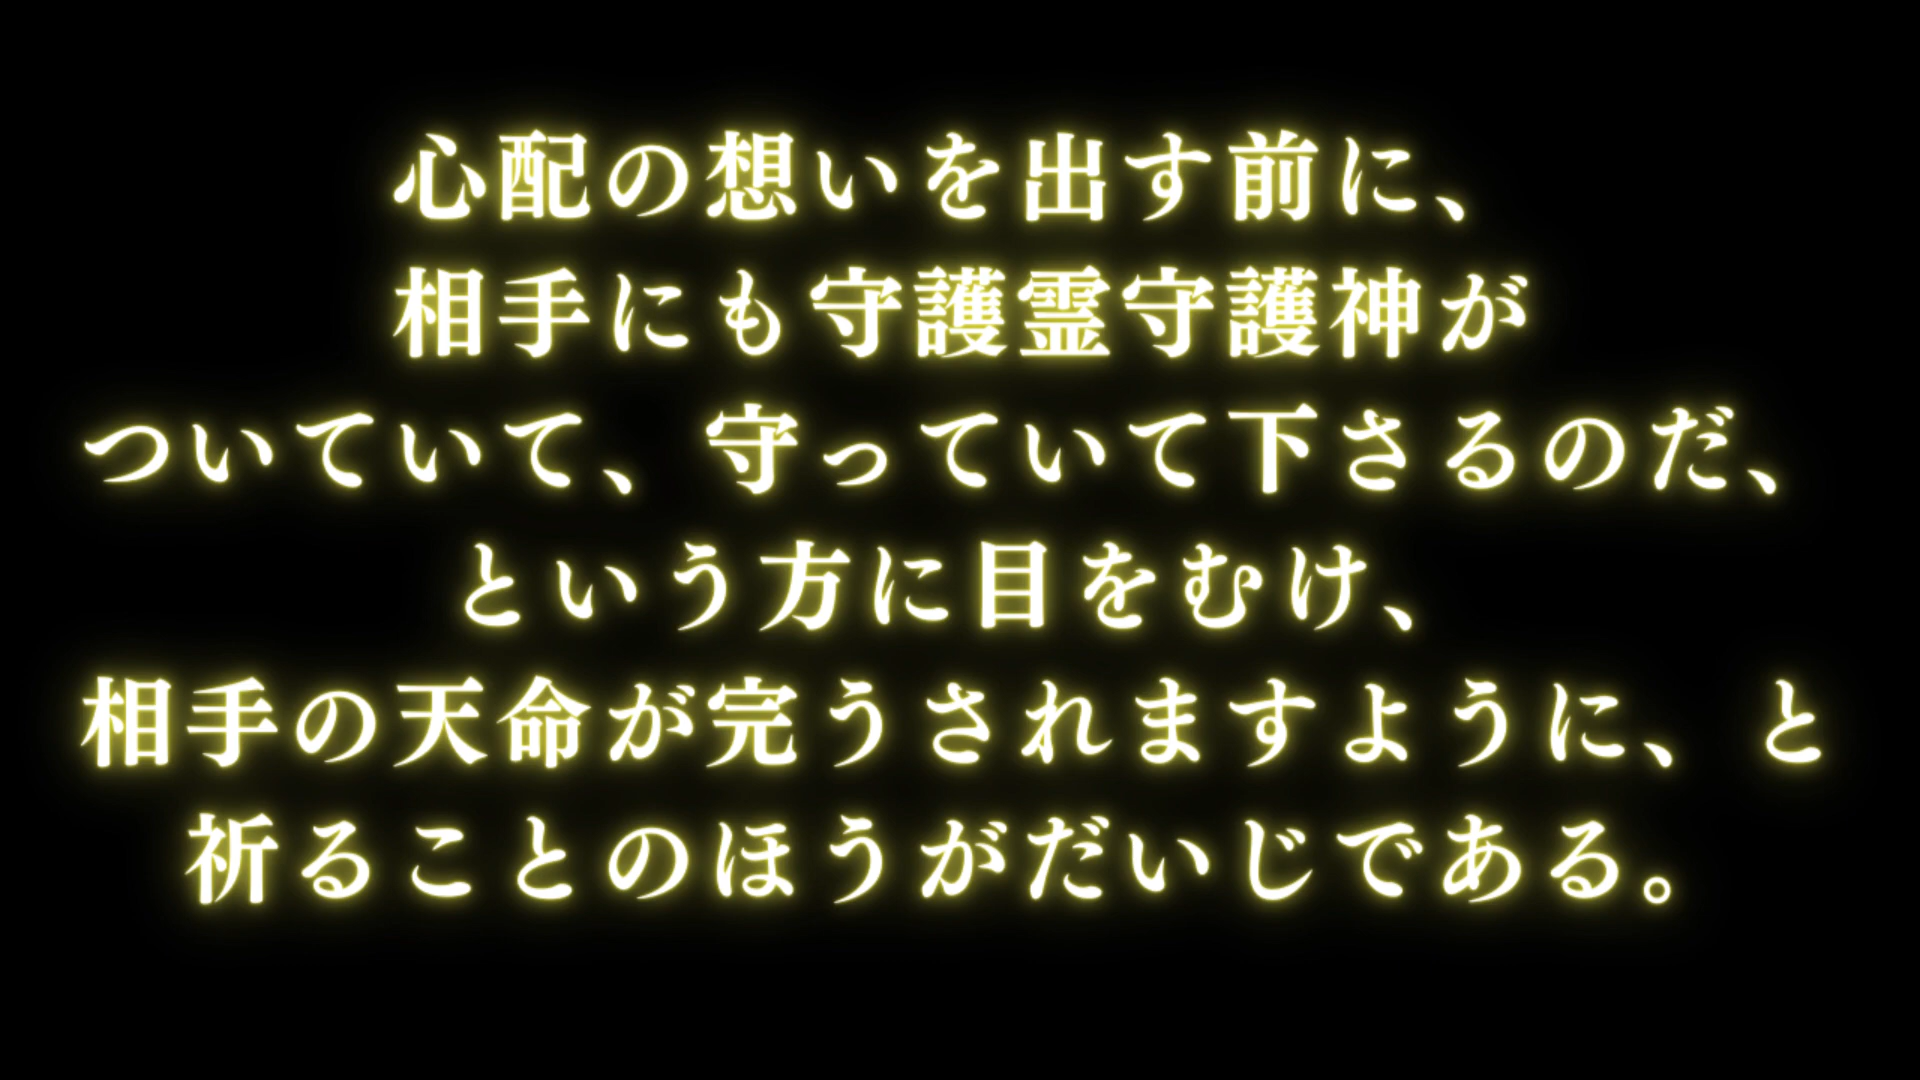 心配の想いを出す前に、
相手にも守護霊守護神が
ついていて、守っていて下さるのだ、
という方に目をむけ、
相手の天命が完うされますように、と
祈ることのほうがだいじである。